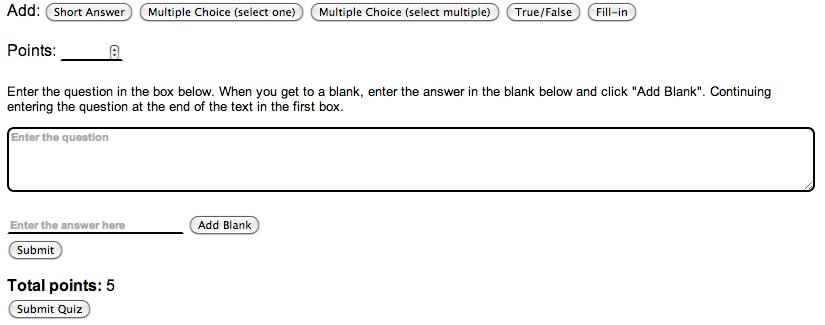 Add: Short Answer Multiple Choice (select one) Multiple Choice (select multiple) True/False Fill-in
Points:
Enter the question in the box below. When you get to a blank, enter the answer in the blank below and click "Add Blank". Continuing
entering the question at the end of the text in the first box.
Enter the question
Enter the answer here Add Blank
Submit
Total points: 5
Submit Quiz